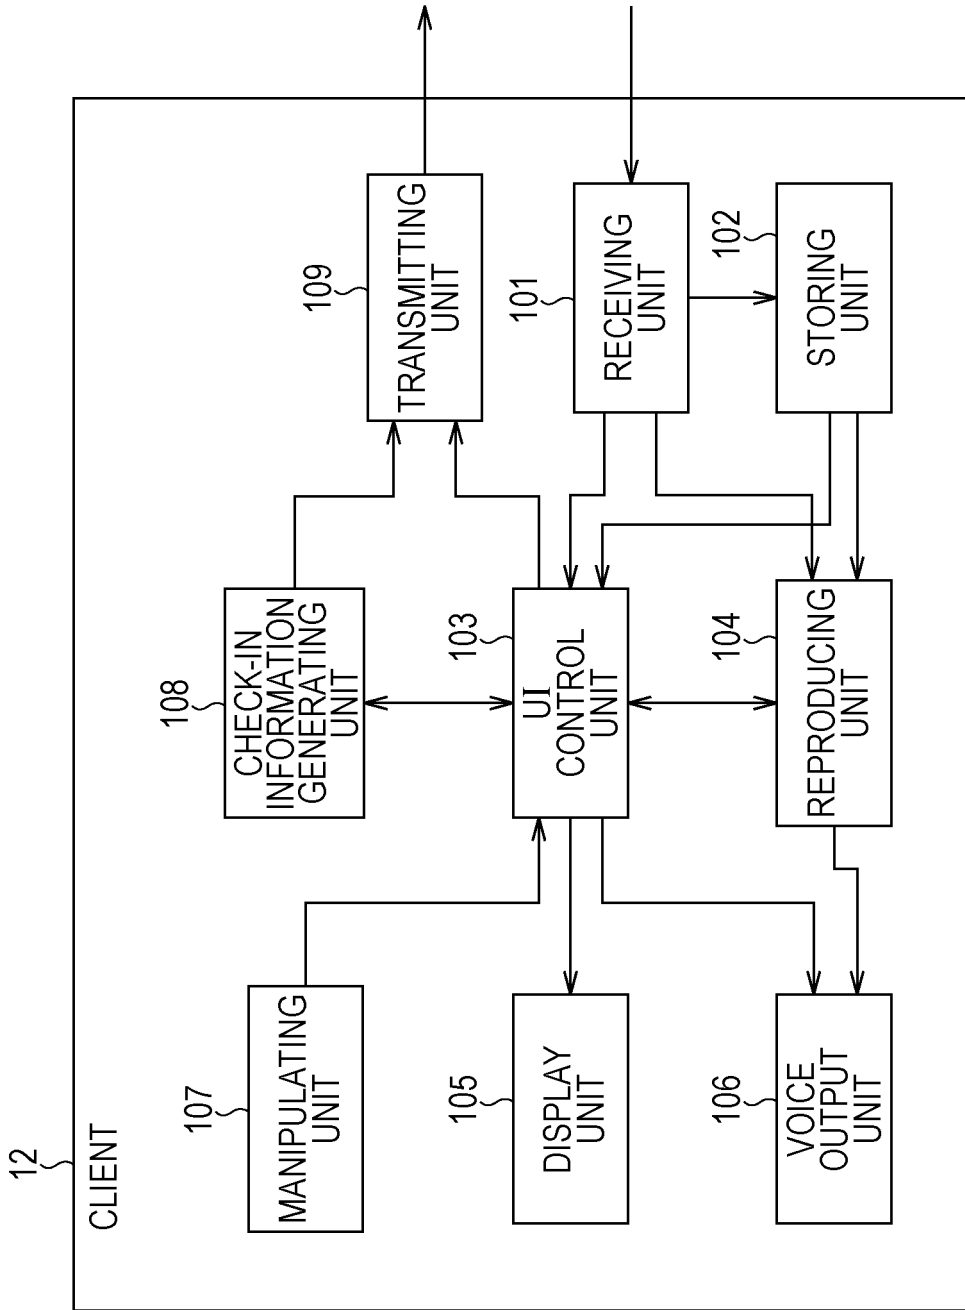 12
CLIENT
107
MANIPULATING
UNIT
108
CHECK-IN
INFORMATION
GENERATING
UNIT
109
TRANSMITTING
UNIT
105
DISPLAY
UNIT
103
UI
CONTROL
UNIT
101
RECEIVING
UNIT
106
VOICE
OUTPUT
UNIT
104
REPRODUCING
UNIT
102
STORING
UNIT